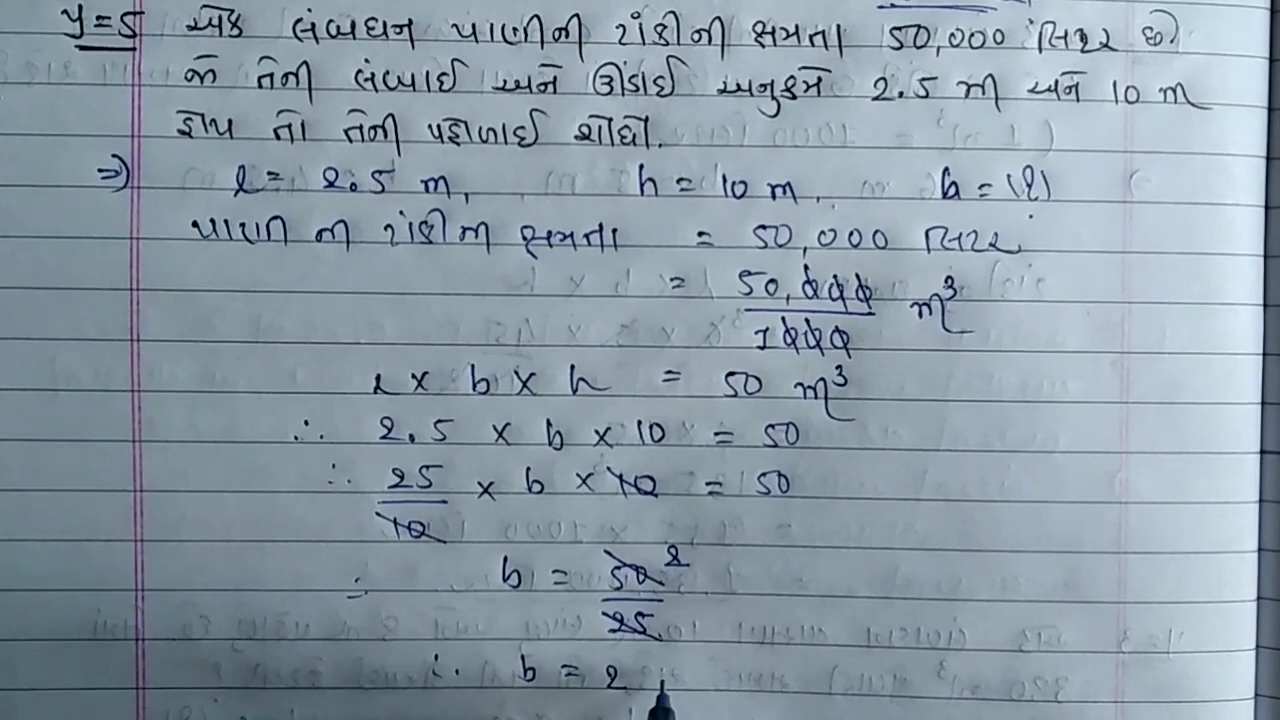 પ્ર=5 એક લંબઘન પાણીની ટાંકીની ક્ષમતા 50,000 લિટર છે.
જો તેની લંબાઈ અને ઊંડાઈ અનુક્રમે 2.5 મી અને 10 m
હોય તો તેની પહોળાઈ શોધો.
⇒ l = 2.5 m, h = 10 m, b = (?)
પાણીની ટાંકીની ક્ષમતા = 50,000 લિટર
= 50,000/1000 m³
l × b × h = 50 m³
∴ 2.5 × b × 10 = 50
∴ 25/10 × b × 10 = 50
∴ b = 50/25 2
∴ b = 2